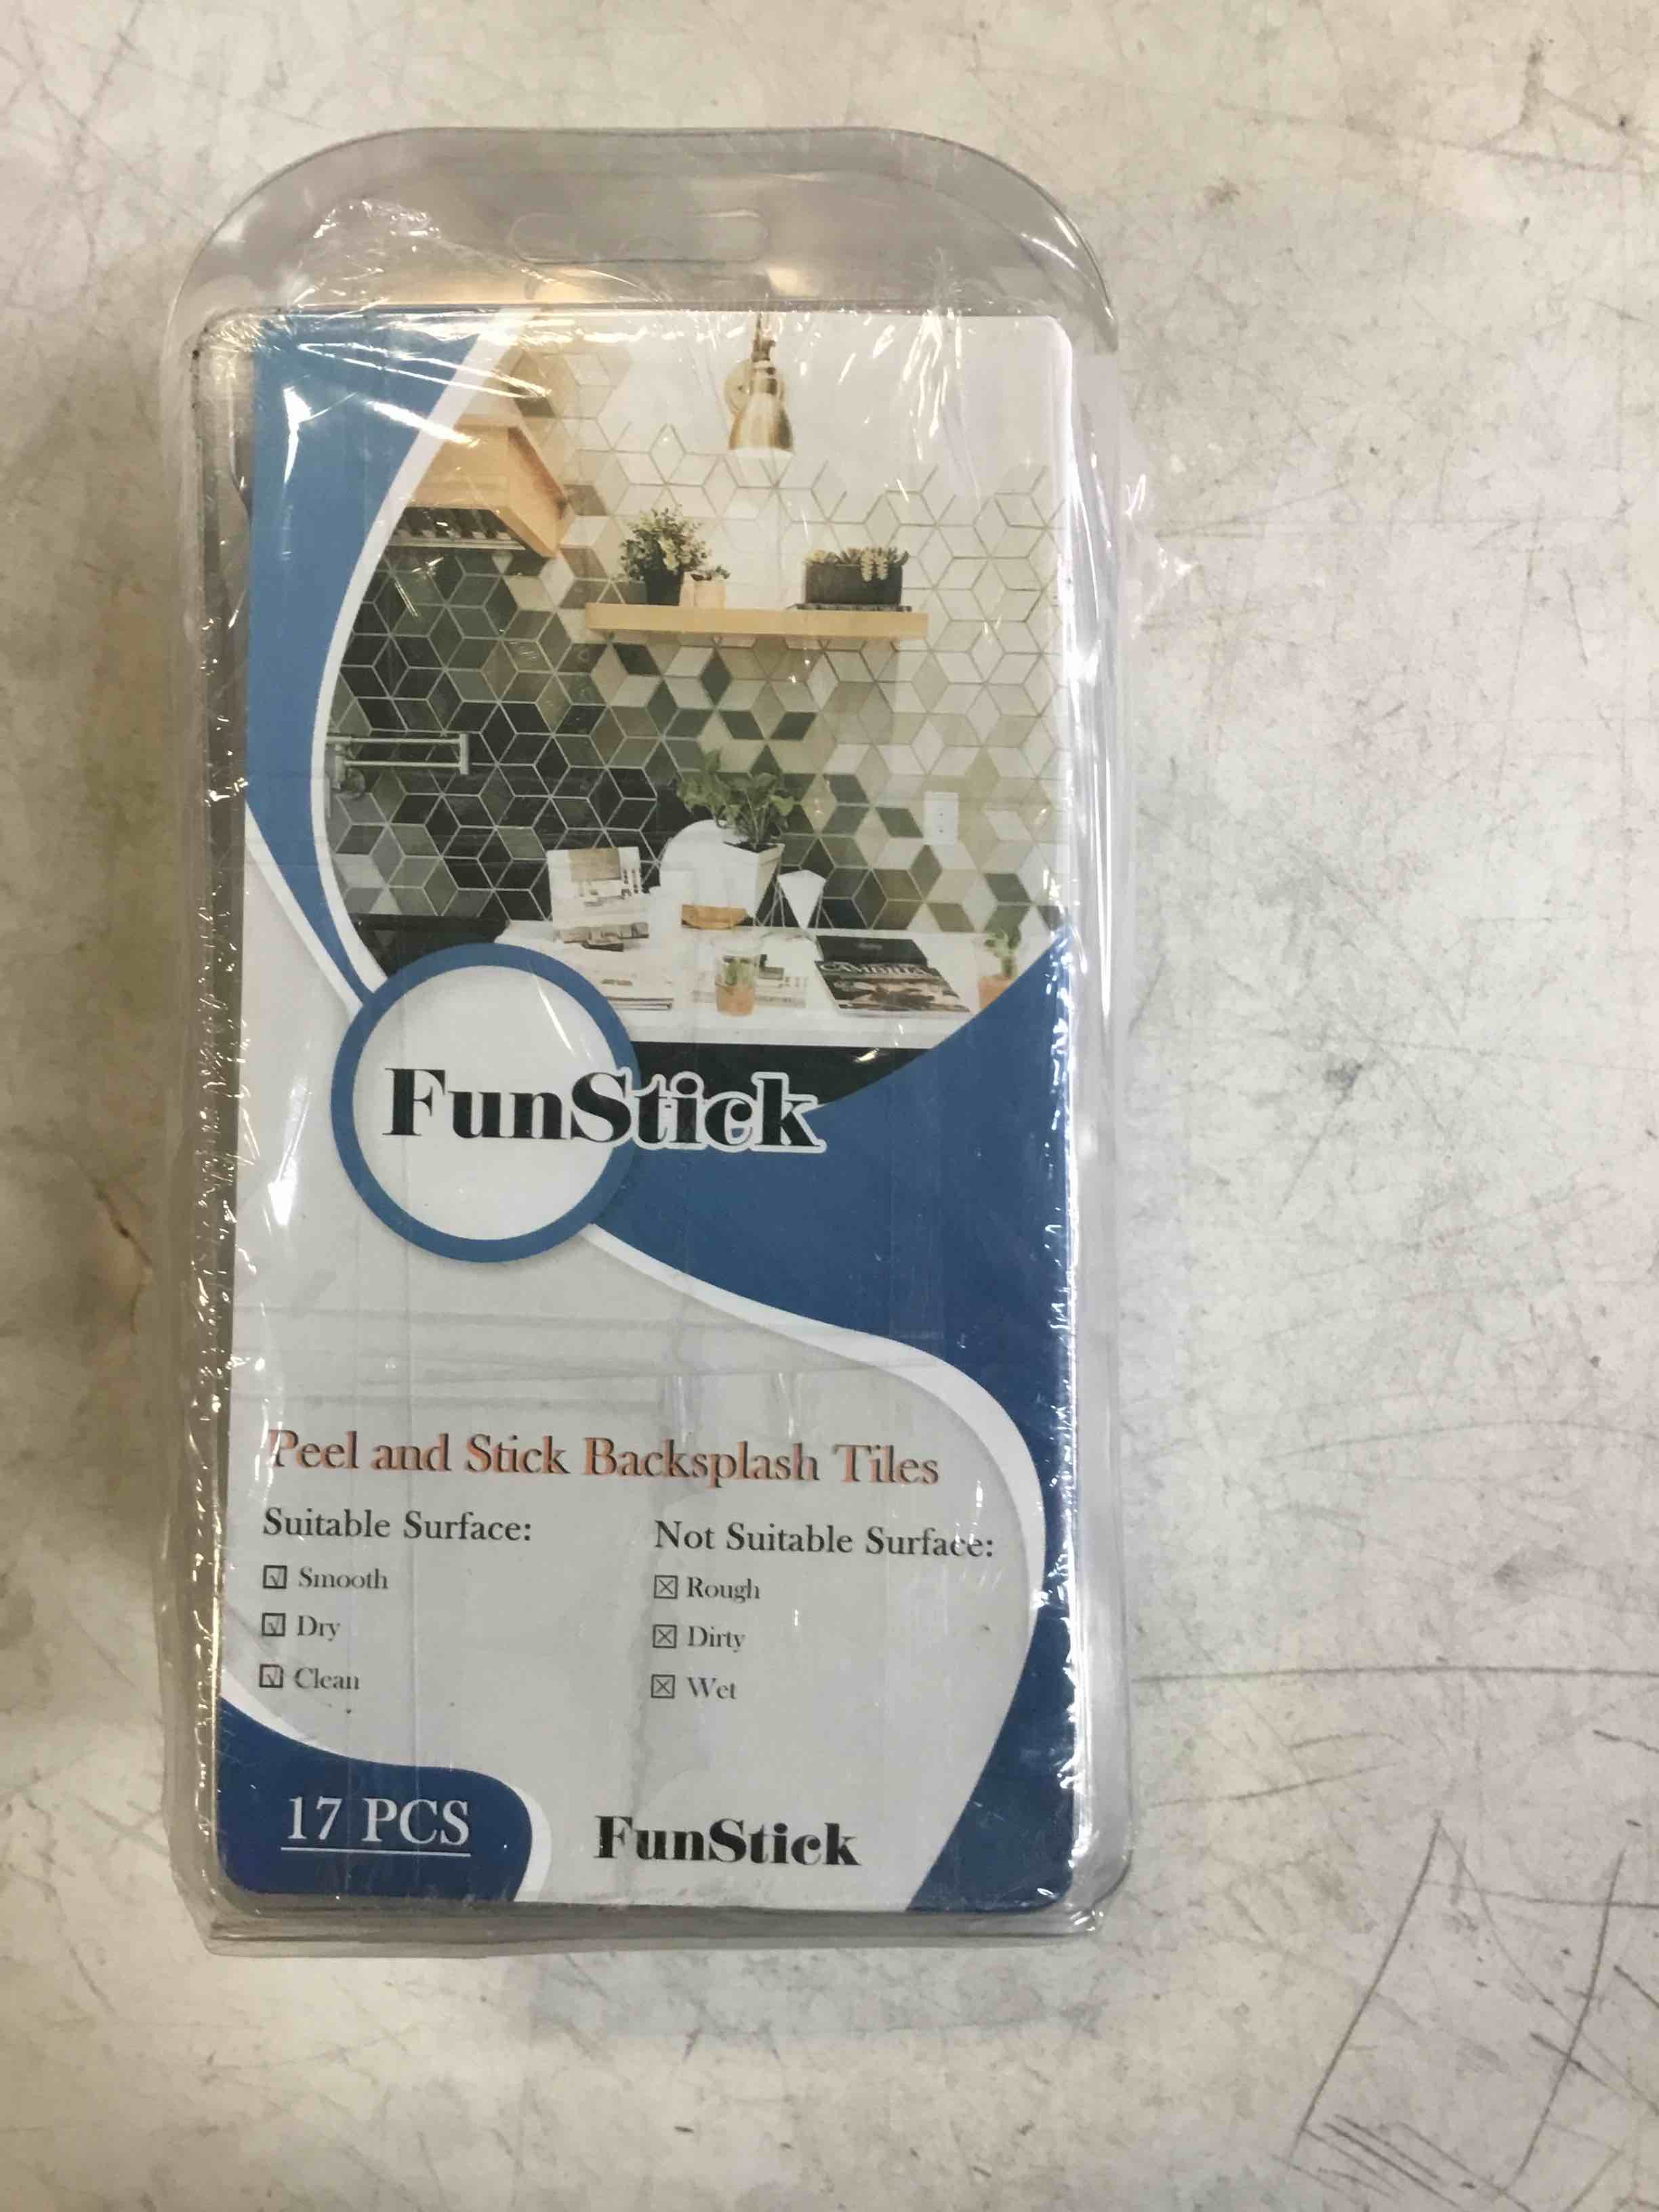 FunStick
Peel and Stick Backsplash Tiles
Suitable Surface:
Smooth
Dry
Clean
Not Suitable Surface:
Rough
Dirty
Wet
17 PCS
FunStick